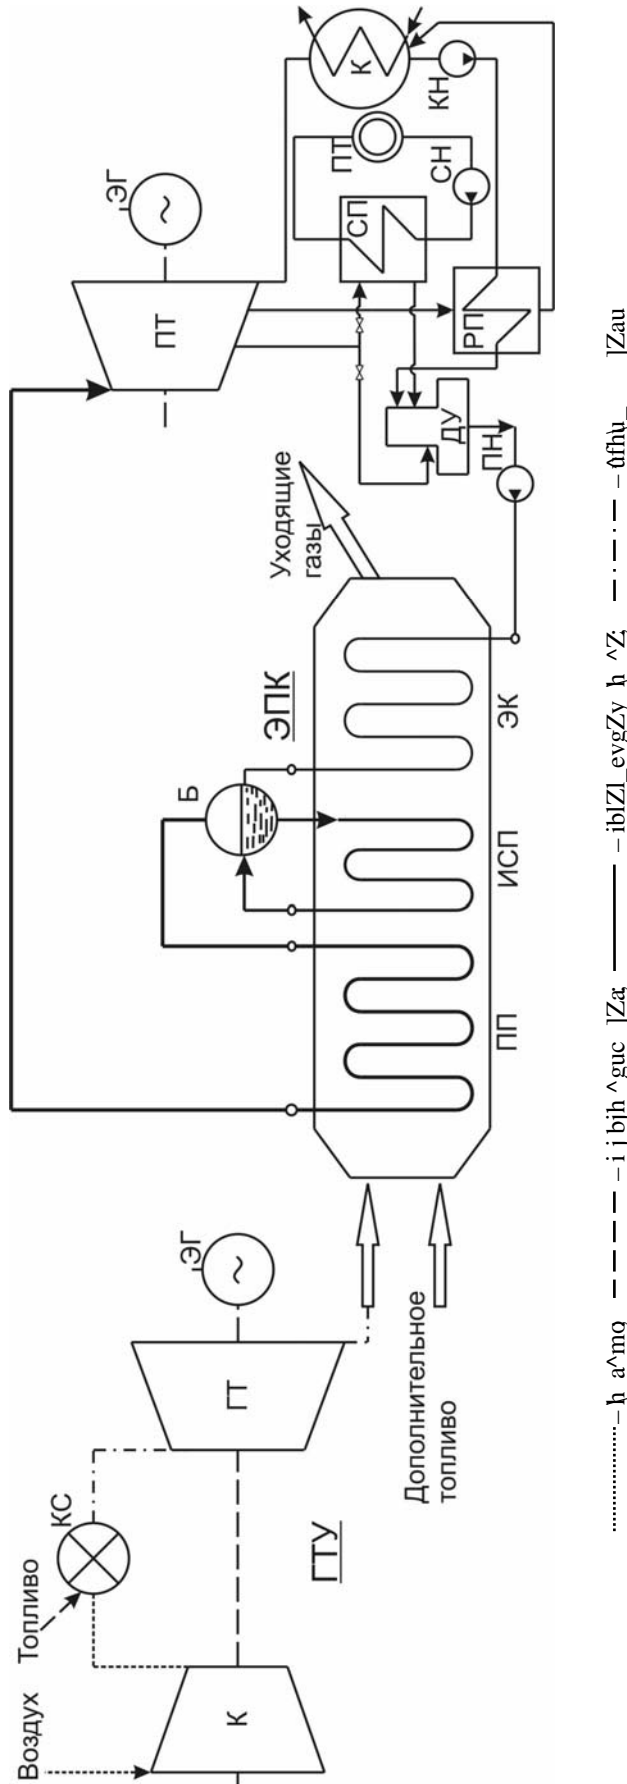 Воздух
Топливо
КС
К
ГТ
ЭГ
ГТУ
Дополнительное
топливо
ПП
ИСП
ЭК
Б
ЭПК
Уходящие
газы
ПТ
ЭГ
К
КН
ПТ
СН
СП
РП
ДУ
ПН